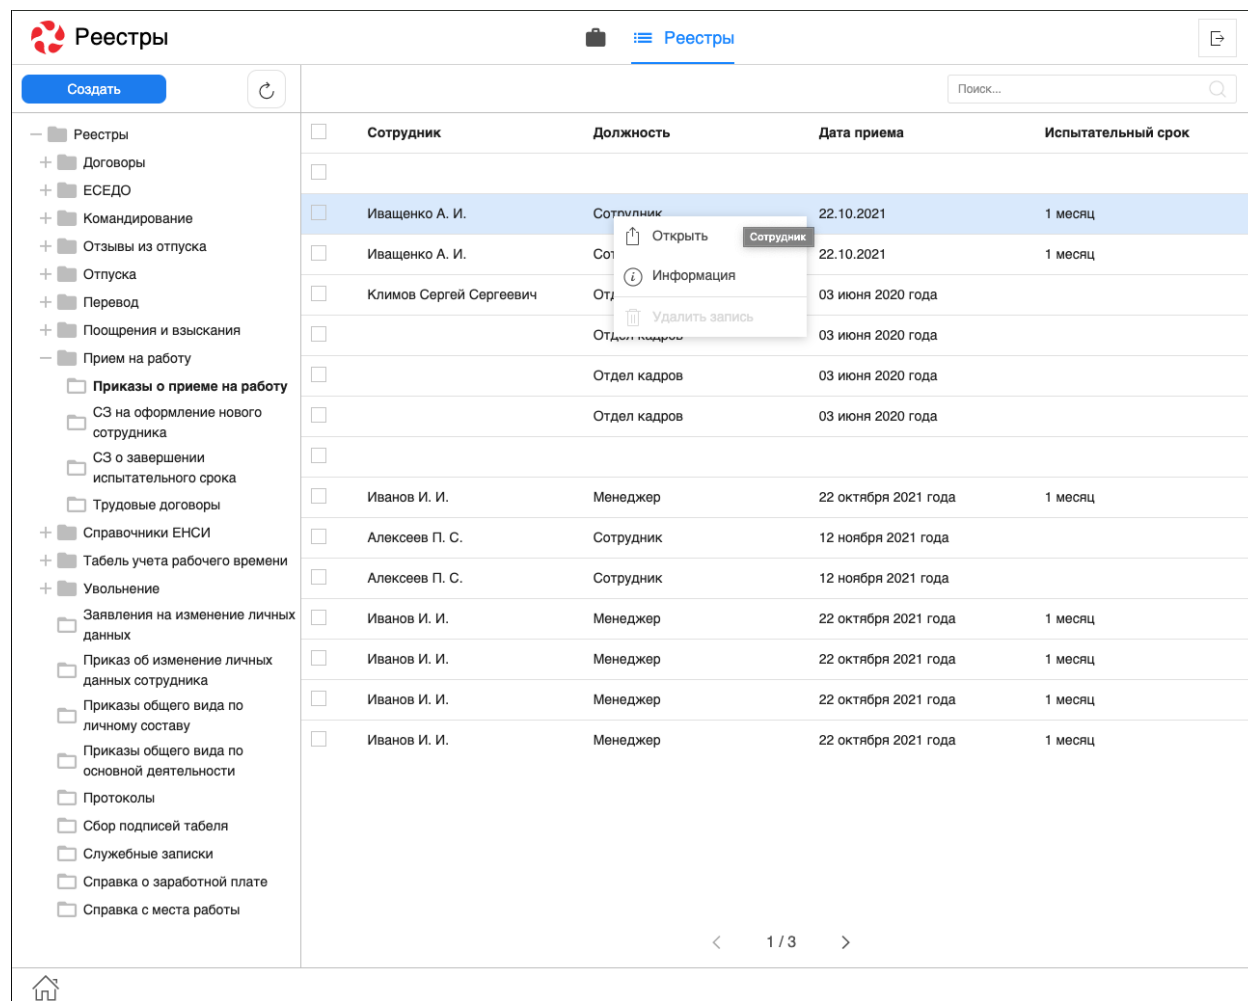 Реестры
Реестры
Создать
Поиск...
Реестры
Договоры
ЕСЕДО
Командирование
Отзывы из отпуска
Отпуска
Перевод
Поощрения и взыскания
Прием на работу
Приказы о приеме на работу
СЗ на оформление нового
сотрудника
СЗ о завершении
испытательного срока
Трудовые договоры
Справочники ЕНСИ
Табель учета рабочего времени
Увольнение
Заявления на изменение личных
данных
Приказ об изменение личных
данных сотрудника
Приказы общего вида по
личному составу
Приказы общего вида по
основной деятельности
Протоколы
Сбор подписей табеля
Служебные записки
Справка о заработной плате
Справка с места работы
Сотрудник Должность Дата приема Испытательный срок
Иващенко А. И. Сотрудник 22.10.2021 1 месяц
Открыть Сотрудник
Иващенко А. И. Сот 22.10.2021 1 месяц
Информация
Климов Сергей Сергеевич Отд 03 июня 2020 года
Удалить запись
Отдел кадров 03 июня 2020 года
Отдел кадров 03 июня 2020 года
Отдел кадров 03 июня 2020 года
Иванов И. И. Менеджер 22 октября 2021 года 1 месяц
Алексеев П. С. Сотрудник 12 ноября 2021 года
Алексеев П. С. Сотрудник 12 ноября 2021 года
Иванов И. И. Менеджер 22 октября 2021 года 1 месяц
Иванов И. И. Менеджер 22 октября 2021 года 1 месяц
Иванов И. И. Менеджер 22 октября 2021 года 1 месяц
Иванов И. И. Менеджер 22 октября 2021 года 1 месяц
1 / 3